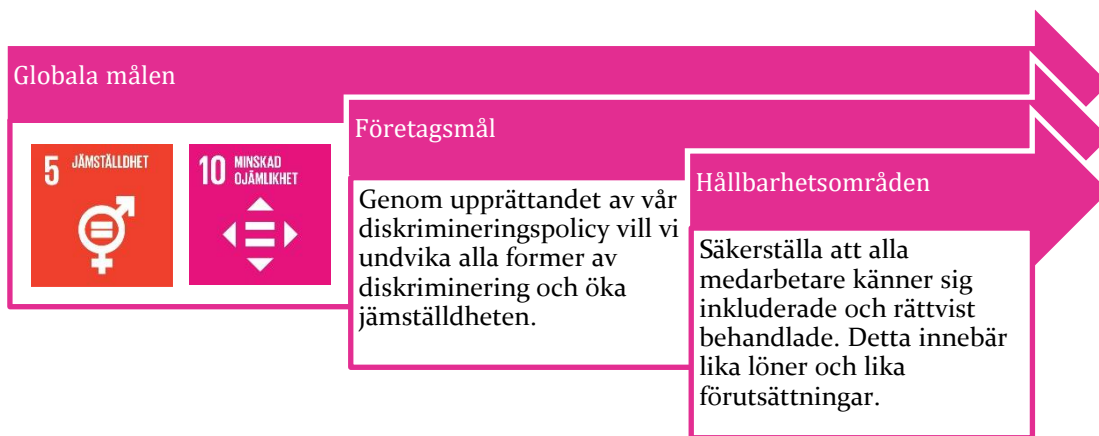 Globala målen
5 JÄMSTÄLLDHET
10 MINSKAD
OJÄMLIKHET
Företagsmål
Genom upprättandet av vår
diskrimineringspolicy vill vi
undvika alla former av
diskriminering och öka
jämställdheten.
Hållbarhetsområden
Säkerställa att alla
medarbetare känner sig
inkluderade och rättvist
behandlade. Detta innebär
lika löner och lika
förutsättningar.